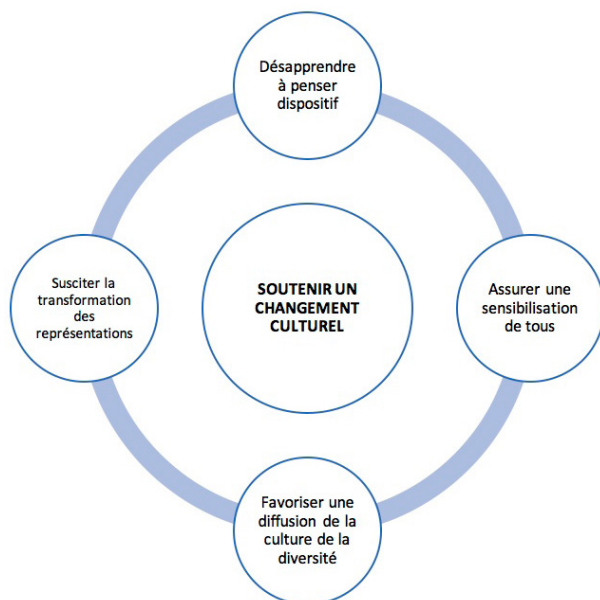 Désapprendre
à penser
dispositif
Susciter la
transformation
des
représentations
SOUTENIR UN
CHANGEMENT
CULTUREL
Assurer une
sensibilisation
de tous
Favoriser une
diffusion de la
culture de la
diversité